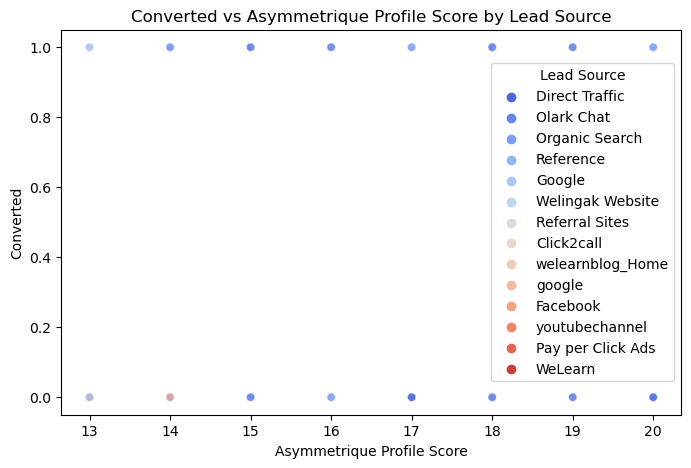 Converted vs Asymmetrique Profile Score by Lead Source
1.0
0.8
0.6
0.4
0.2
0.0
Converted
Lead Source
Direct Traffic
Olark Chat
Organic Search
Reference
Google
Welingak Website
Referral Sites
Click2call
welearnblog_Home
google
Facebook
youtubechannel
Pay per Click Ads
WeLearn
13 14 15 16 17 18 19 20
Asymmetrique Profile Score